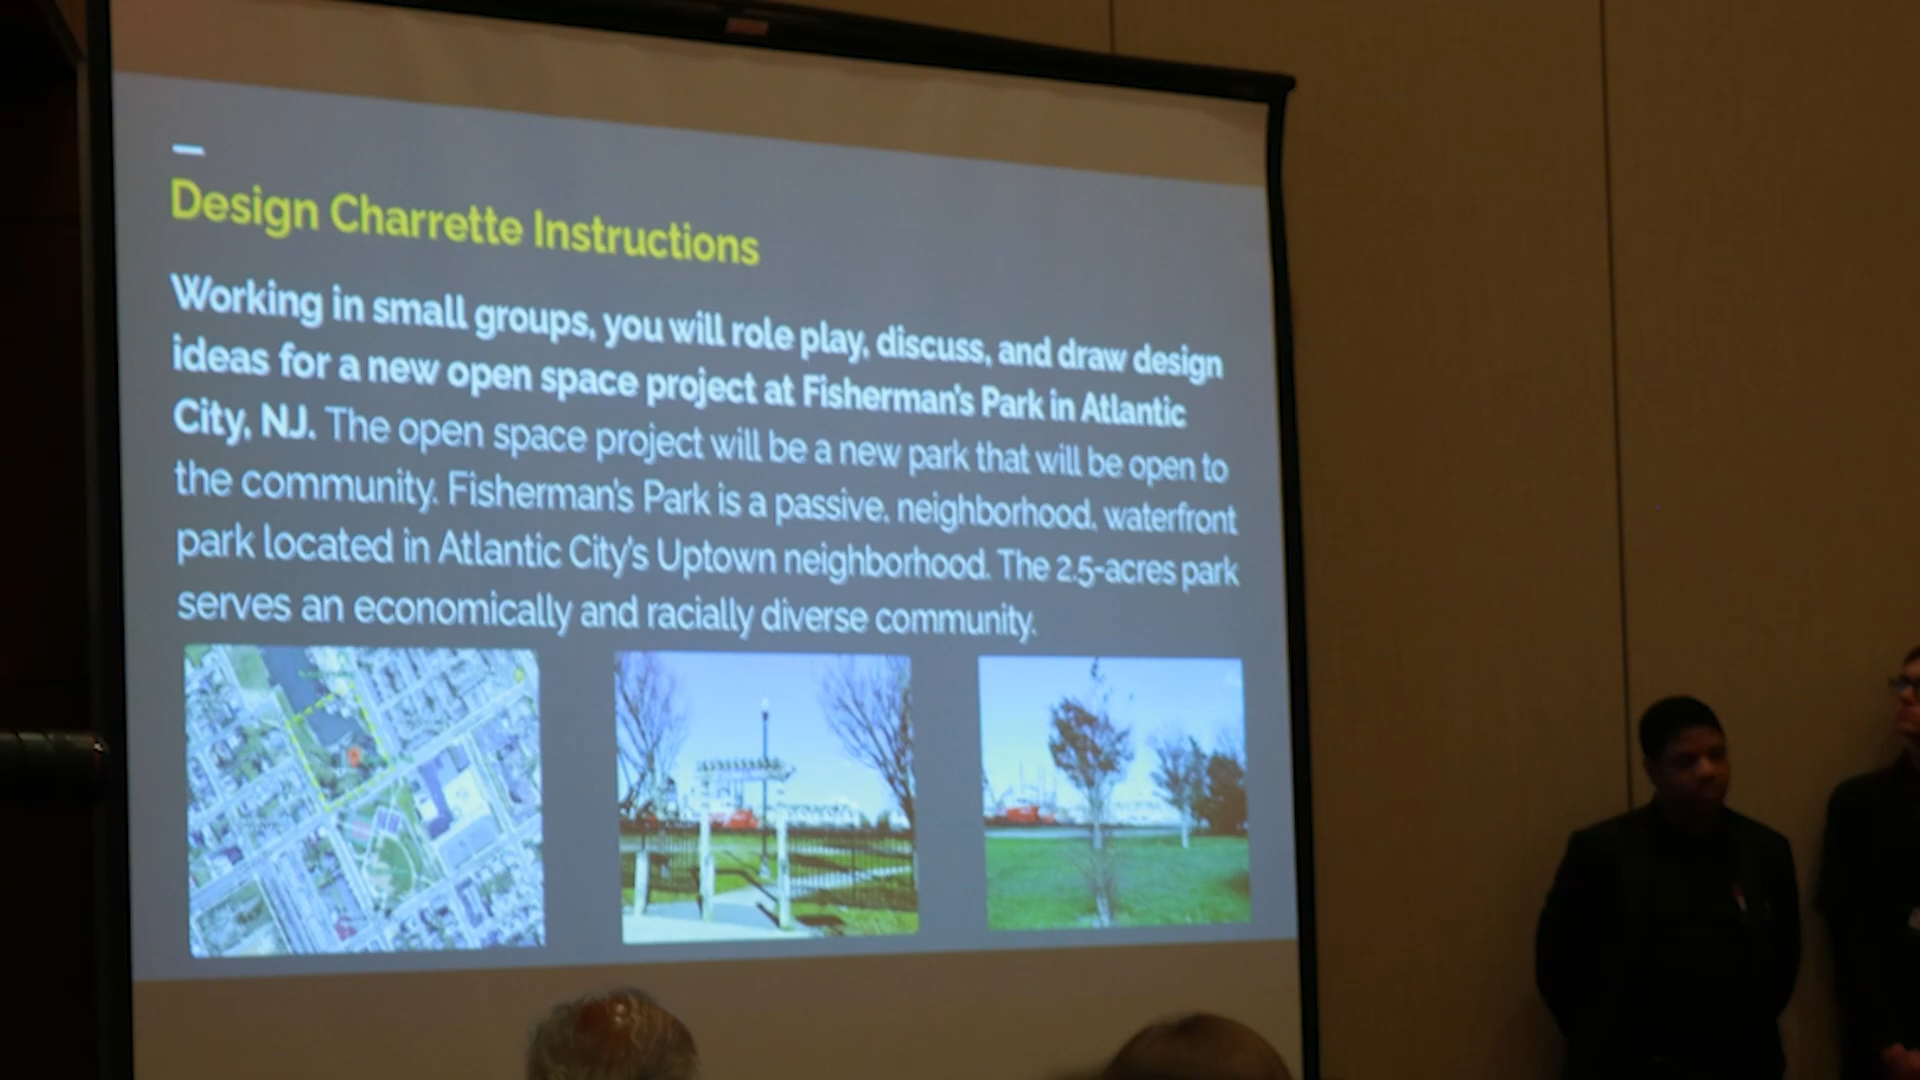 Design Charrette Instructions
Working in small groups, you will role play, discuss, and draw design
ideas for a new open space project at Fisherman's Park in Atlantic
City, NJ. The open space project will be a new park that will be open to
the community. Fisherman's Park is a passive, neighborhood, waterfront
park located in Atlantic City's Uptown neighborhood. The 2.5-acres park
serves an economically and racially diverse community.